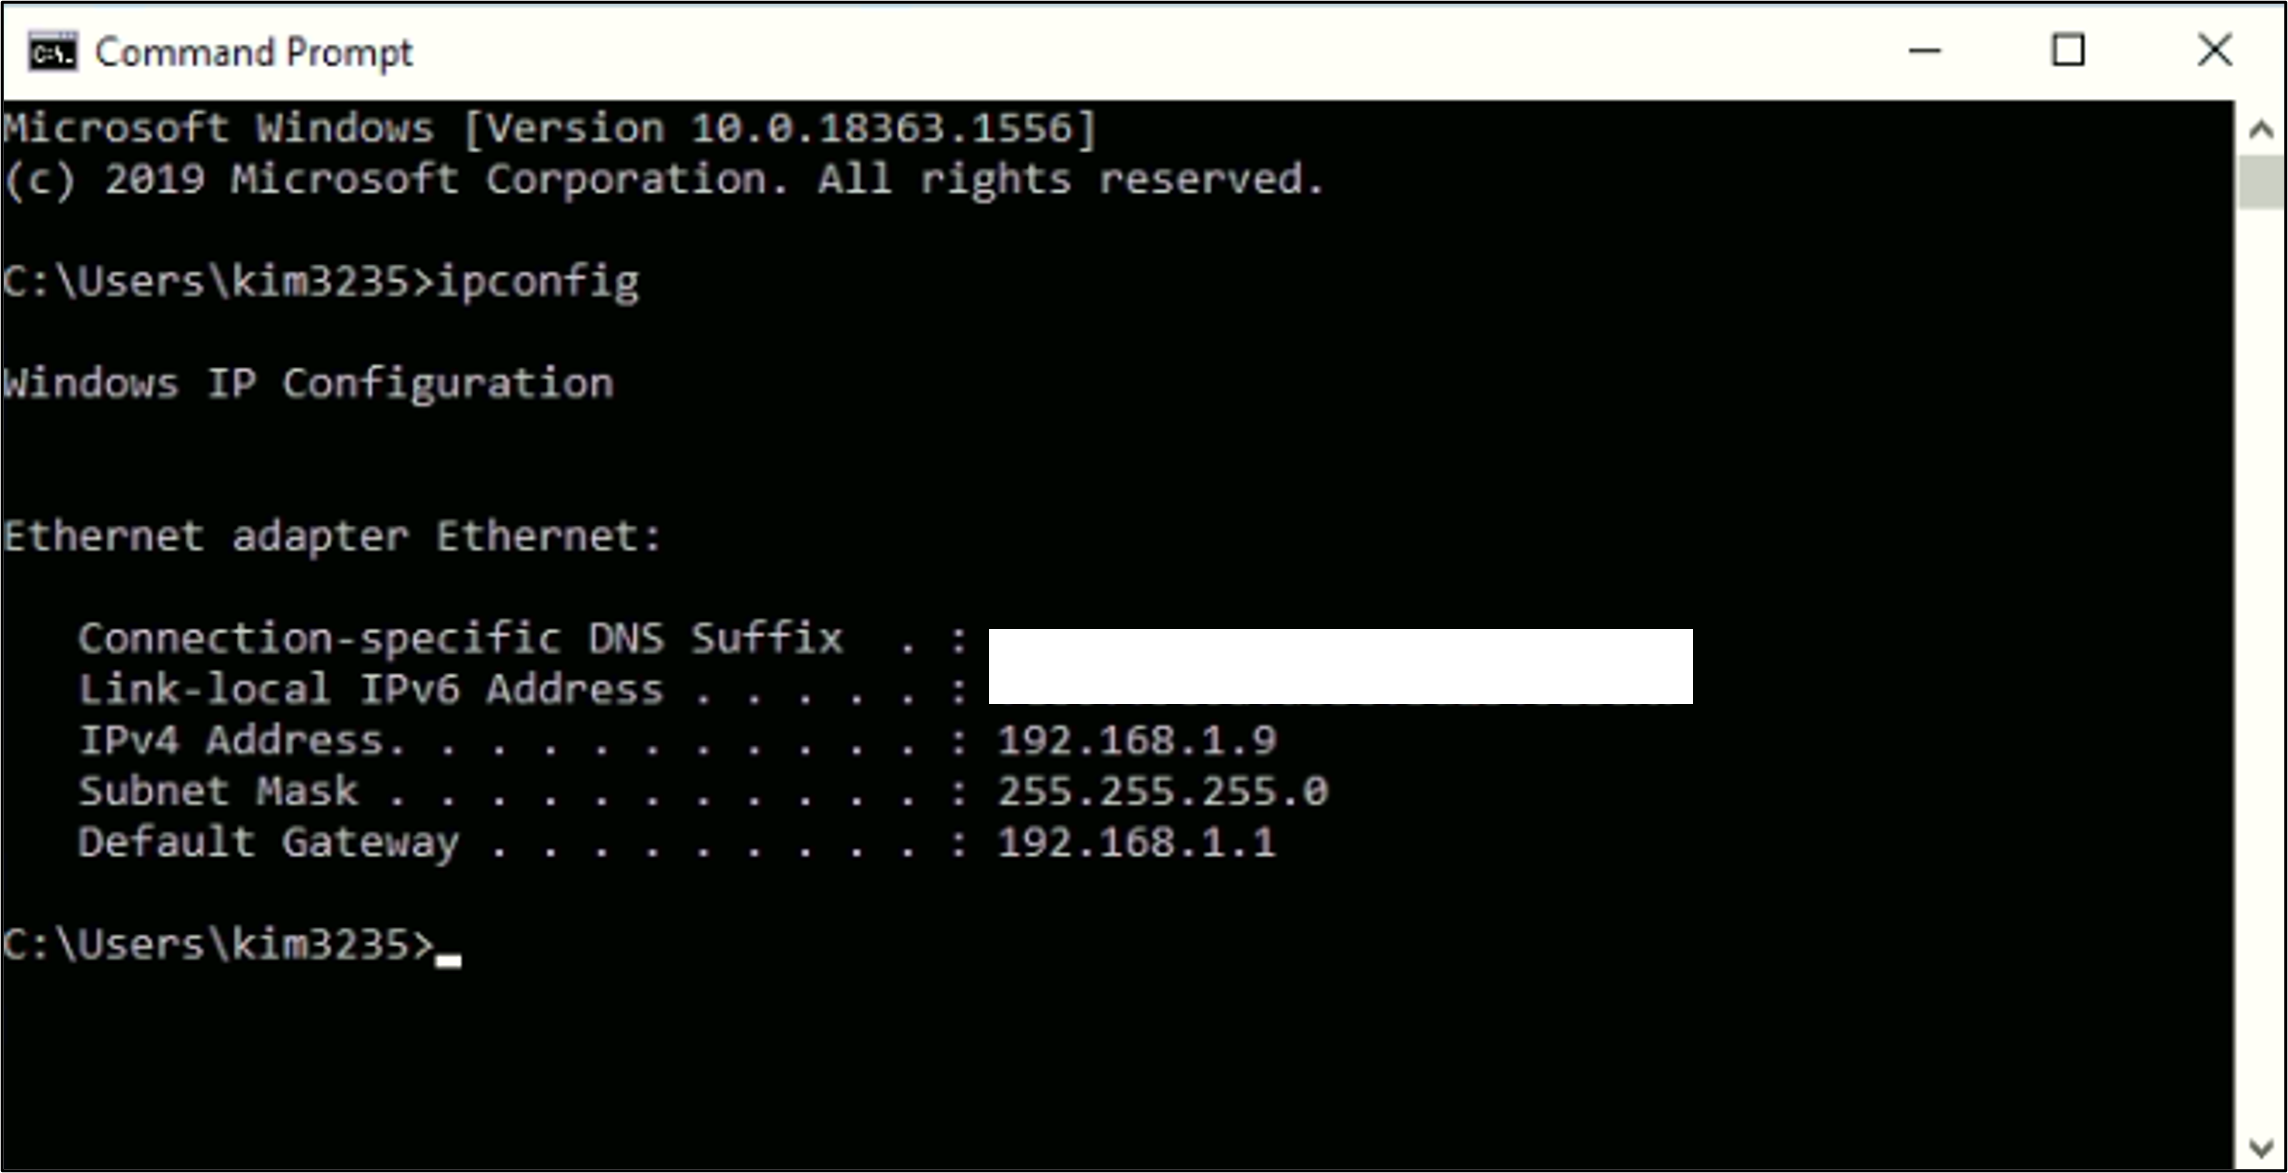 Command Prompt
Microsoft Windows [Version 10.0.18363.1556]
(c) 2019 Microsoft Corporation. All rights reserved.
C:\Users\kim3235>ipconfig
Windows IP Configuration
Ethernet adapter Ethernet:
Connection-specific DNS Suffix  . :
Link-local IPv6 Address . . . . . :
IPv4 Address. . . . . . . . . . . : 192.168.1.9
Subnet Mask . . . . . . . . . . . : 255.255.255.0
Default Gateway . . . . . . . . . : 192.168.1.1
C:\Users\kim3235>